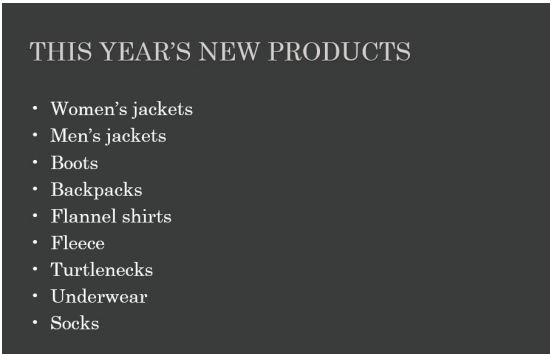 THIS YEAR’S NEW PRODUCTS
• Women’s jackets
• Men’s jackets
• Boots
• Backpacks
• Flannel shirts
• Fleece
• Turtlenecks
• Underwear
• Socks